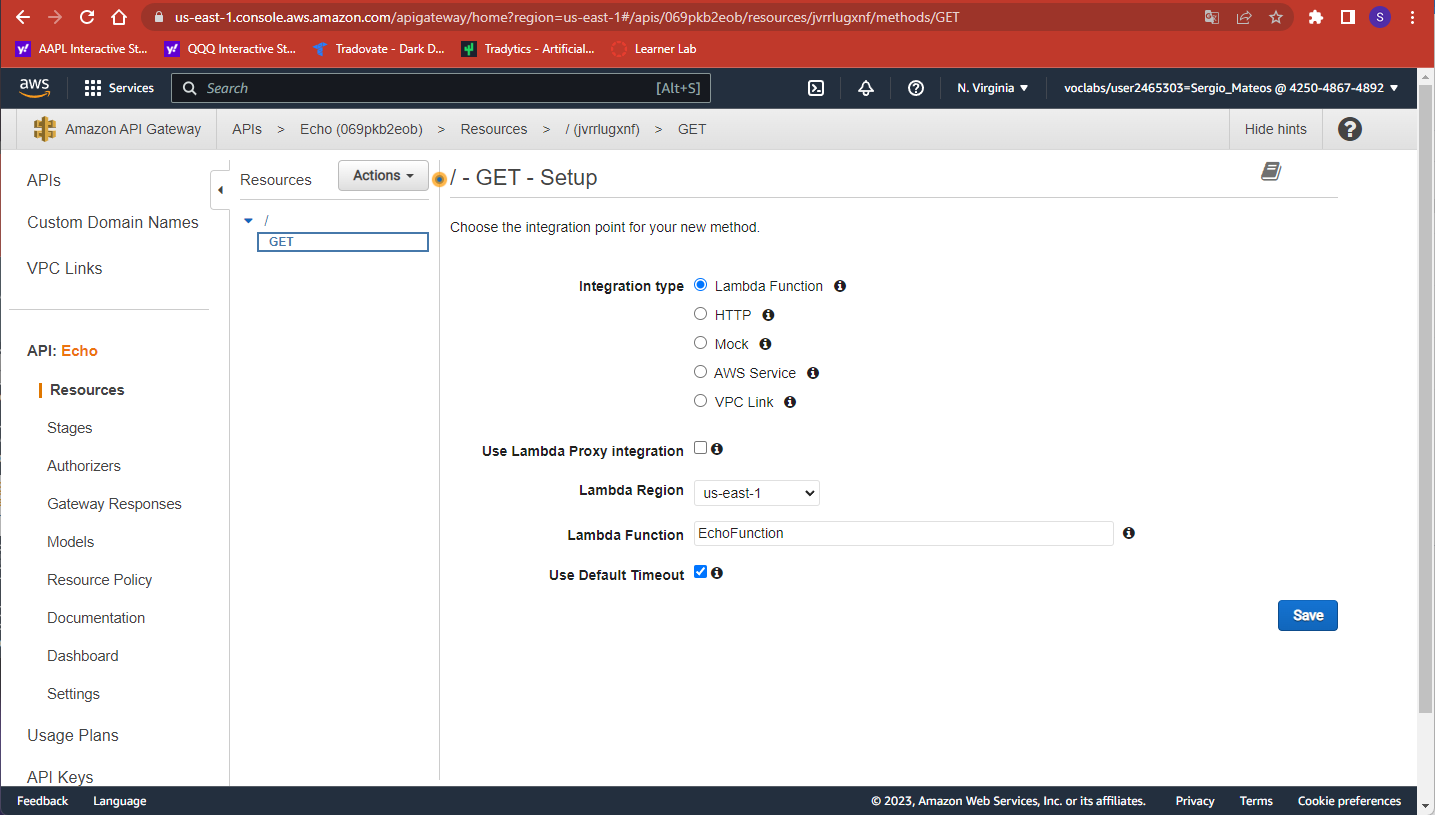 us-east-1.console.aws.amazon.com/apigateway/home?region=us-east-1#/apis/069pkb2eob/resources/jvrrlugxnf/methods/GET
S
AAPL Interactive St...
QQQ Interactive St...
Tradovate - Dark D...
Tradytics - Artificial...
Learner Lab
aws
Services
Search
[Alt+S]
N. Virginia
voclabs/user2465303=Sergio_Mateos @ 4250-4867-4892
Amazon API Gateway
APIs > Echo (069pkb2eob) > Resources > / (jvrrlugxnf) > GET
Hide hints
APIs
Custom Domain Names
VPC Links
API: Echo
Resources
Stages
Authorizers
Gateway Responses
Models
Resource Policy
Documentation
Dashboard
Settings
Usage Plans
API Keys
Resources
Actions
/
GET
/ - GET - Setup
Choose the integration point for your new method.
Integration type
Lambda Function
HTTP
Mock
AWS Service
VPC Link
Use Lambda Proxy integration
Lambda Region
us-east-1
Lambda Function
EchoFunction
Use Default Timeout
Save
Feedback
Language
© 2023, Amazon Web Services, Inc. or its affiliates.
Privacy
Terms
Cookie preferences